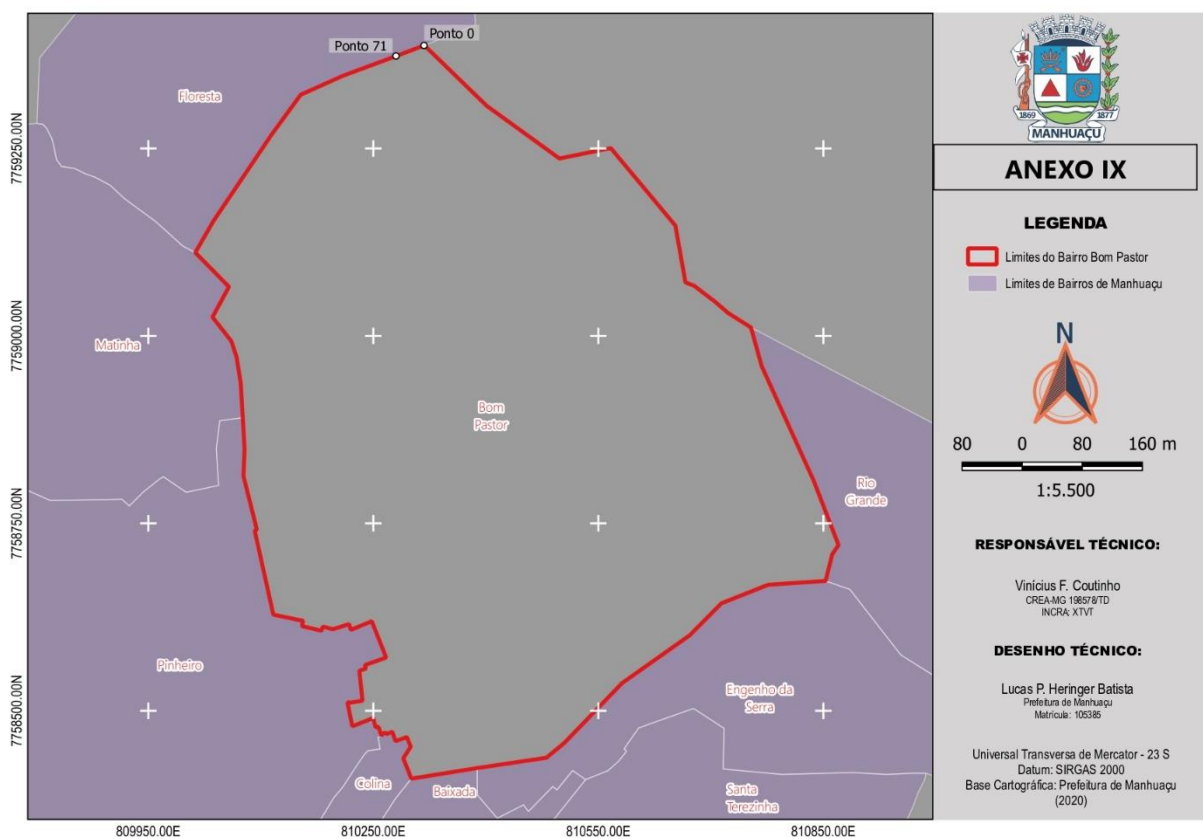 Ponto 71
Ponto 0
Floresta
Matinha
Bom
Pastor
Rio
Grande
Pinheiro
Engenho da
Serra
Colina
Baixada
Santa
Terezinha
7759250.00N
7759000.00N
7758750.00N
7758500.00N
809950.00E
810250.00E
810550.00E
810850.00E
1869
1877
MANHUAÇU
ANEXO IX
LEGENDA
Limites do Bairro Bom Pastor
Limites de Bairros de Manhuaçu
N
80 0 80 160 m
1:5.500
RESPONSÁVEL TÉCNICO:
Vinícius F. Coutinho
CREA-MG 198578/TD
INCRA: XTVT
DESENHO TÉCNICO:
Lucas P. Heringer Batista
Prefeitura de Manhuaçu
Matrícula: 105385
Universal Transversa de Mercator - 23 S
Datum: SIRGAS 2000
Base Cartográfica: Prefeitura de Manhuaçu
(2020)